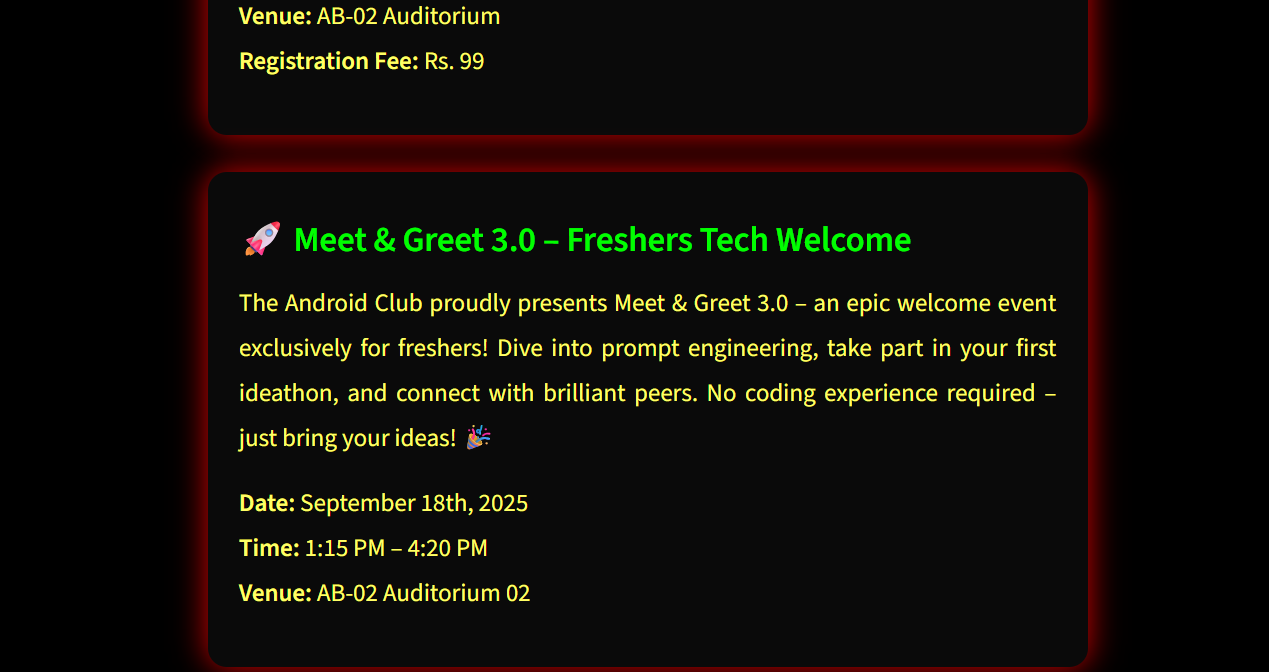 Venue: AB-02 Auditorium
Registration Fee: Rs. 99
🚀 Meet & Greet 3.0 – Freshers Tech Welcome
The Android Club proudly presents Meet & Greet 3.0 – an epic welcome event
exclusively for freshers! Dive into prompt engineering, take part in your first
ideathon, and connect with brilliant peers. No coding experience required –
just bring your ideas! 🎉
Date: September 18th, 2025
Time: 1:15 PM – 4:20 PM
Venue: AB-02 Auditorium 02